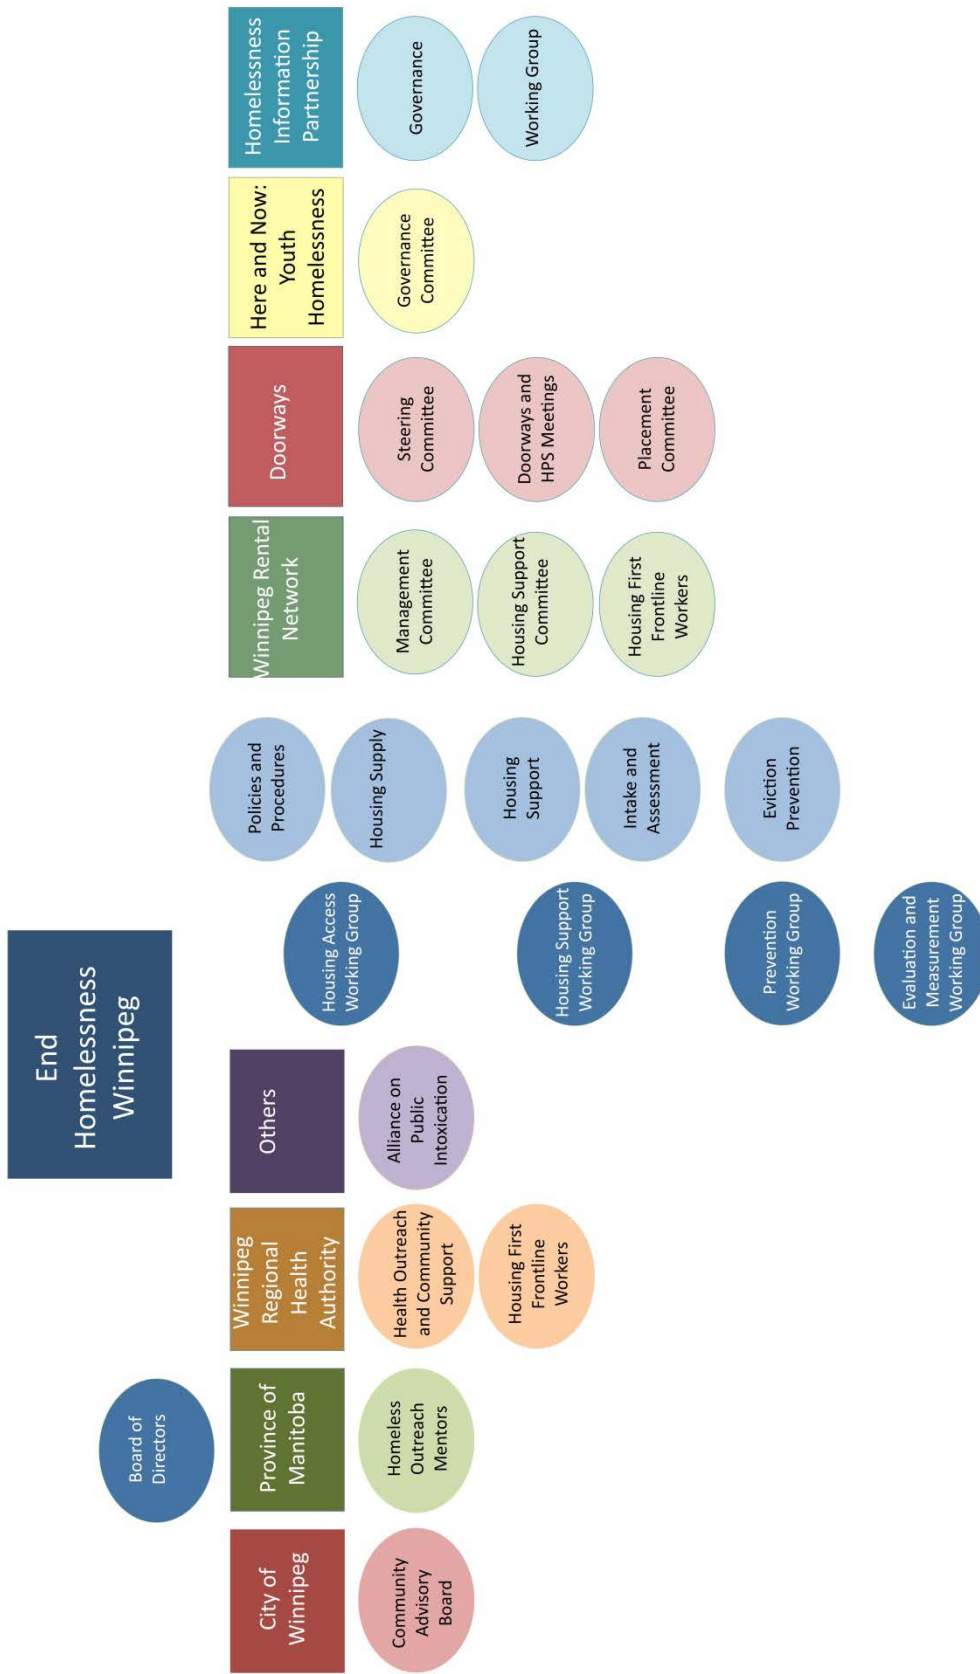 End
Homelessness
Winnipeg
Board of
Directors
City of
Winnipeg
Community
Advisory
Board
Province of
Manitoba
Homeless
Outreach
Mentors
Winnipeg
Regional
Health
Authority
Health Outreach
and Community
Support
Housing First
Frontline
Workers
Others
Alliance on
Public
Intoxication
Housing Access
Working Group
Housing Support
Working Group
Prevention
Working Group
Evaluation and
Measurement
Working Group
Policies and
Procedures
Housing Supply
Housing
Support
Intake and
Assessment
Eviction
Prevention
Winnipeg Rental
Network
Management
Committee
Housing Support
Committee
Housing First
Frontline
Workers
Doorways
Steering
Committee
Doorways and
HPS Meetings
Placement
Committee
Here and Now:
Youth
Homelessness
Governance
Committee
Homelessness
Information
Partnership
Governance
Working Group